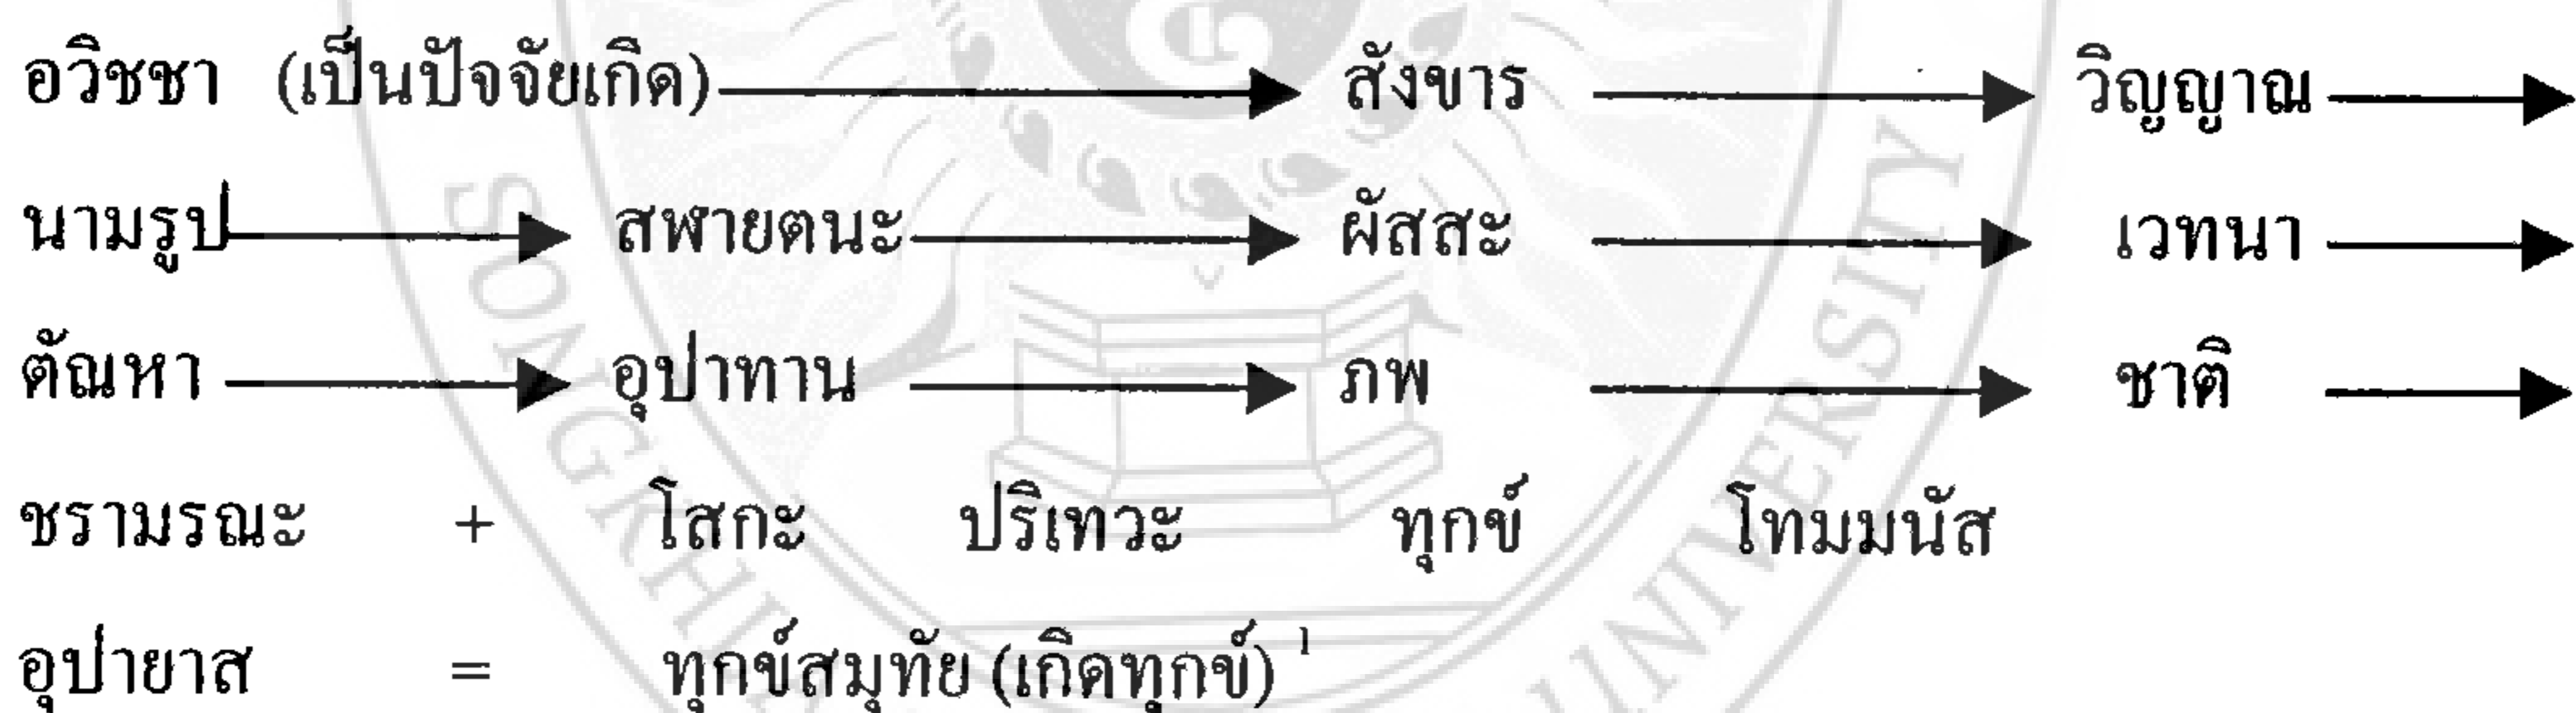 อวิชชา (เป็นปัจจัยเกิด) → สังขาร → วิญญาณ →
นามรูป → สฬายตนะ → ผัสสะ → เวทนา →
ตัณหา → อุปาทาน → ภพ → ชาติ →
ชรามรณะ + โสกะ ปริเทวะ ทุกข์ โทมมนัส
อุปายาส = ทุกข์สมุทัย (เกิดทุกข์) 1
SONGKHL
UNIVERSITY